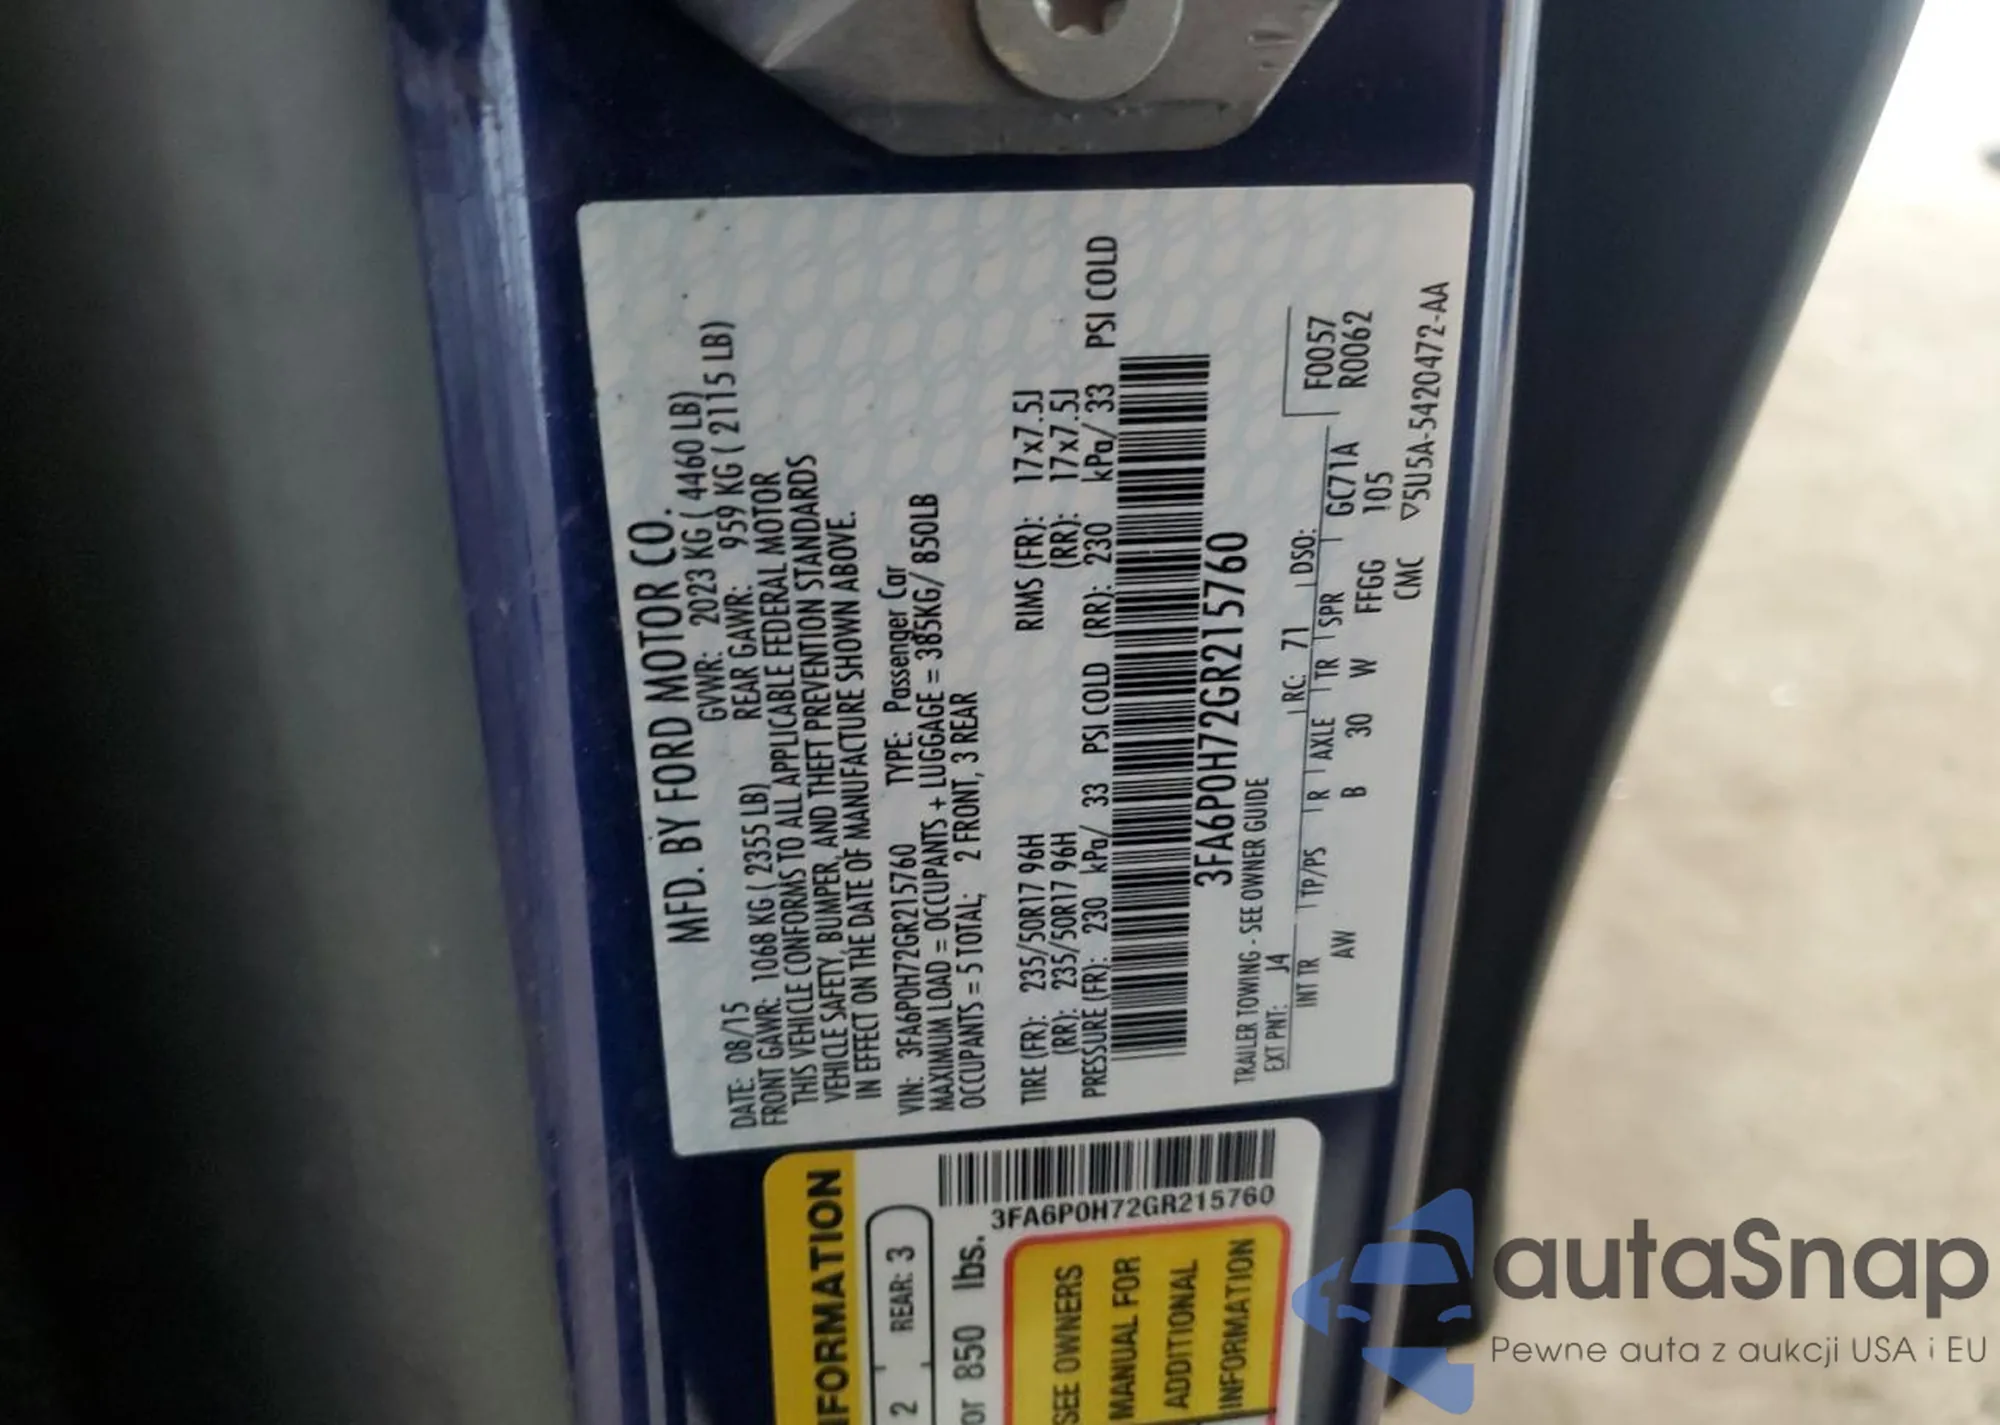 MFD. BY FORD MOTOR CO.
DATE: 08/15 GVWR: 2023 KG ( 4460 LB)
FRONT GAWR: 1068 KG ( 2355 LB) REAR GAWR: 959 KG ( 2115 LB)
THIS VEHICLE CONFORMS TO ALL APPLICABLE FEDERAL MOTOR
VEHICLE SAFETY, BUMPER, AND THEFT PREVENTION STANDARDS
IN EFFECT ON THE DATE OF MANUFACTURE SHOWN ABOVE.
VIN: 3FA6P0H72GR215760 TYPE: Passenger Car
MAXIMUM LOAD = OCCUPANTS + LUGGAGE = 385KG/ 850LB
OCCUPANTS = 5 TOTAL, 2 FRONT, 3 REAR
TIRE (FR): 235/50R17 96H RIMS (FR): 17x7.5J
(RR): 235/50R17 96H (RR): 17x7.5J
PRESSURE (FR): 230 kPa/ 33 PSI COLD (RR): 230 kPa/ 33 PSI COLD
3FA6P0H72GR215760
TRAILER TOWING - SEE OWNER GUIDE
EXT PNT: J4 RC: 71 DSO:
INT TR TP/PS R AXLE TR SPR GC71A F0057
AW B 30 W FFGG 105 R0062
CMC ▽5U5A-5420472-AA
INFORMATION
2 REAR: 3
or 850 lbs.
3FA6P0H72GR215760
SEE OWNERS
MANUAL FOR
ADDITIONAL
INFORMATION
autaSnap
Pewne auta z aukcji USA i EU